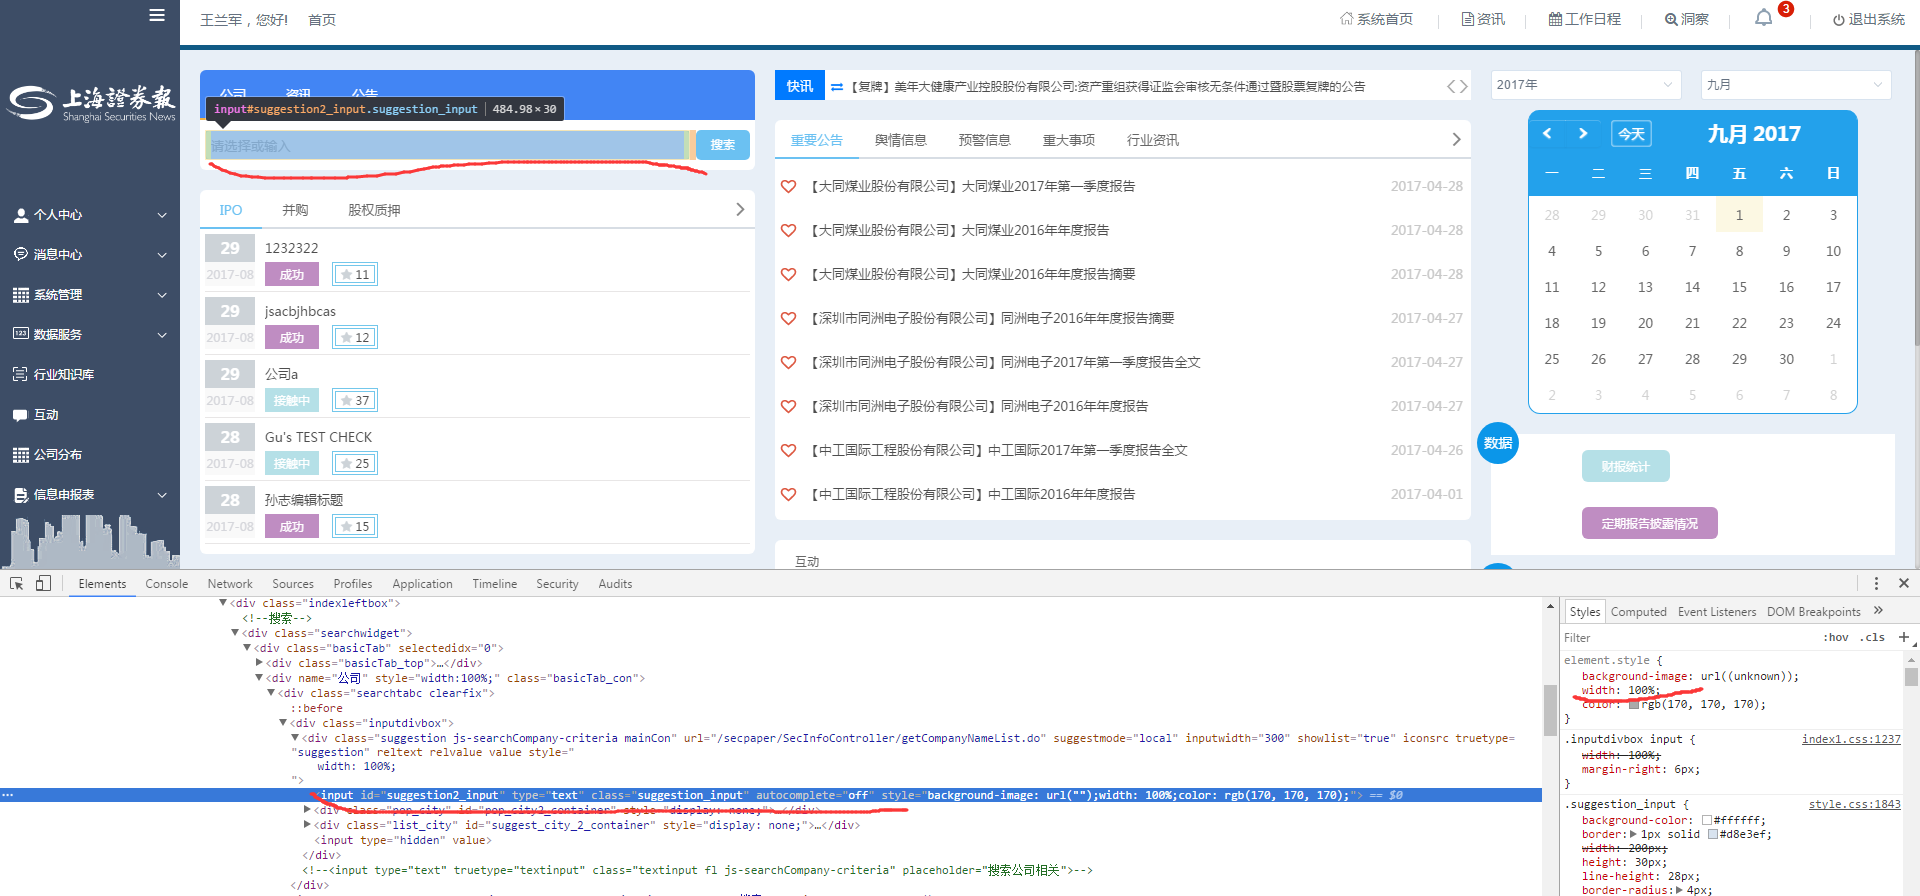 王兰军，您好! 首页
系统首页 资讯 工作日程 洞察 3 退出系统
上海證券報
Shanghai Securities News
个人中心
消息中心
系统管理
数据服务
行业知识库
互动
公司分布
信息申报表
公司 资讯 公告
input#suggestion2_input.suggestion_input 484.98×30
请选择或输入 搜索
IPO 并购 股权质押
29 1232322
2017-08 成功 11
29 jsacbjhbcas
2017-08 成功 12
29 公司a
2017-08 接触中 37
28 Gu's TEST CHECK
2017-08 接触中 25
28 孙志编辑标题
2017-08 成功 15
快讯 【复牌】美年大健康产业控股股份有限公司:资产重组获得证监会审核无条件通过暨股票复牌的公告
重要公告 舆情信息 预警信息 重大事项 行业资讯
【大同煤业股份有限公司】大同煤业2017年第一季度报告 2017-04-28
【大同煤业股份有限公司】大同煤业2016年年度报告 2017-04-28
【大同煤业股份有限公司】大同煤业2016年年度报告摘要 2017-04-28
【深圳市同洲电子股份有限公司】同洲电子2016年年度报告摘要 2017-04-27
【深圳市同洲电子股份有限公司】同洲电子2017年第一季度报告全文 2017-04-27
【深圳市同洲电子股份有限公司】同洲电子2016年年度报告 2017-04-27
【中工国际工程股份有限公司】中工国际2017年第一季度报告全文 2017-04-26
【中工国际工程股份有限公司】中工国际2016年年度报告 2017-04-01
互动
2017年 九月
今天 九月 2017
一 二 三 四 五 六 日
28 29 30 31 1 2 3
4 5 6 7 8 9 10
11 12 13 14 15 16 17
18 19 20 21 22 23 24
25 26 27 28 29 30 1
2 3 4 5 6 7 8
数据
财报统计
定期报告披露情况
Elements Console Network Sources Profiles Application Timeline Security Audits
<div class="indexleftbox">
<!--搜索-->
<div class="searchwidget">
<div class="basicTab" selectedidx="0">
<div class="basicTab_top">…</div>
<div name="公司" style="width:100%;" class="basicTab_con">
<div class="searchtabc clearfix">
::before
<div class="inputdivbox">
<div class="suggestion js-searchCompany-criteria mainCon" url="/secpaper/SecInfoController/getCompanyNameList.do" suggestmode="local" inputwidth="300" showlist="true" iconsrc truetype=
"suggestion" reltext relvalue value style="
width: 100%;
">
<input id="suggestion2_input" type="text" class="suggestion_input" autocomplete="off" style="background-image: url("");width: 100%;color: rgb(170, 170, 170);"> == $0
<div class="pop_city" id="pop_city2_container" style="display: none;">…</div>
<div class="list_city" id="suggest_city_2_container" style="display: none;">…</div>
<input type="hidden" value>
</div>
<!--<input type="text" truetype="textinput" class="textinput fl js-searchCompany-criteria" placeholder="搜索公司相关">-->
</div>
Styles Computed Event Listeners DOM Breakpoints »
Filter :hov .cls +
element.style {
background-image: url((unknown));
width: 100%;
color: rgb(170, 170, 170);
}
.inputdivbox input { index1.css:1237
width: 100%;
margin-right: 6px;
}
.suggestion_input { style.css:1843
background-color: #ffffff;
border: 1px solid #d8e3ef;
width: 200px;
height: 30px;
line-height: 28px;
border-radius: 4px;